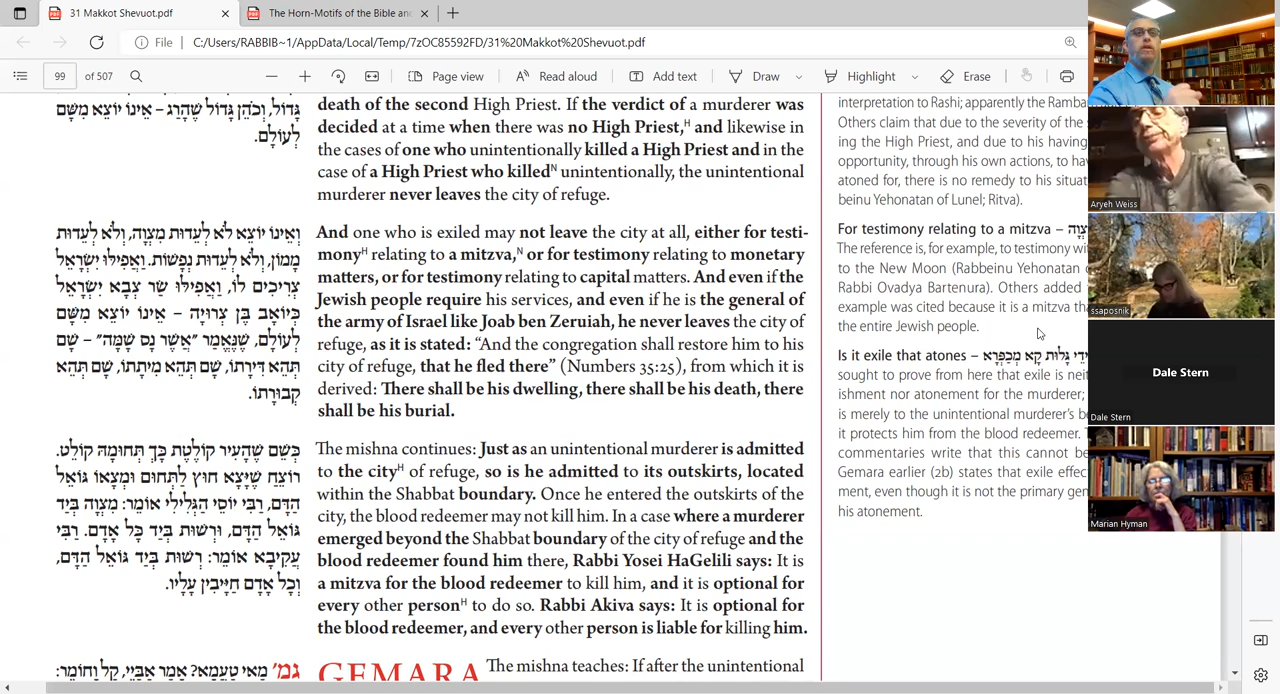 31 Makkot Shevuot.pdf
The Horn-Motifs of the Bible and
File
C:/Users/RABBIB~1/AppData/Local/Temp/7zOC85592FD/31%20Makkot%20Shevuot.pdf
99 of 507
Page view
Read aloud
Add text
Draw
Highlight
Erase
גָּדוֹל, וְכֹהֵן גָּדוֹל שֶׁהָרַג – אֵינוֹ יוֹצֵא מִשָּׁם
לְעוֹלָם.
וְאֵינוֹ יוֹצֵא לֹא לְעֵדוּת מִצְוָה, וְלֹא לְעֵדוּת
מָמוֹן, וְלֹא לְעֵדוּת נְפָשׁוֹת. וַאֲפִילּוּ יִשְׂרָאֵל
צְרִיכִים לוֹ, וַאֲפִילּוּ שַׂר צְבָא יִשְׂרָאֵל
כְּיוֹאָב בֶּן צְרוּיָה – אֵינוֹ יוֹצֵא מִשָּׁם
לְעוֹלָם, שֶׁנֶּאֱמַר ״אֲשֶׁר נָס שָׁמָּה״ – שָׁם
תְּהֵא דִּירָתוֹ, שָׁם תְּהֵא מִיתָתוֹ, שָׁם תְּהֵא
קְבוּרָתוֹ.
כְּשֵׁם שֶׁהָעִיר קוֹלֶטֶת כָּךְ תְּחוּמָהּ קוֹלֵט.
רוֹצֵחַ שֶׁיָּצָא חוּץ לַתְּחוּם וּמְצָאוֹ גּוֹאֵל
הַדָּם, רַבִּי יוֹסֵי הַגְּלִילִי אוֹמֵר: מִצְוָה בְּיַד
גּוֹאֵל הַדָּם, וּרְשׁוּת בְּיַד כָּל אָדָם. רַבִּי
עֲקִיבָא אוֹמֵר: רְשׁוּת בְּיַד גּוֹאֵל הַדָּם,
וְכָל אָדָם חַיָּיבִין עָלָיו.
גמ׳ מַאי טַעְמָא? אָמַר אַבָּיֵי, קַל וָחוֹמֶר:
death of the second High Priest. If the verdict of a murderer was
decided at a time when there was no High Priest,H and likewise in
the cases of one who unintentionally killed a High Priest and in the
case of a High Priest who killedN unintentionally, the unintentional
murderer never leaves the city of refuge.
And one who is exiled may not leave the city at all, either for testi-
monyH relating to a mitzva,N or for testimony relating to monetary
matters, or for testimony relating to capital matters. And even if the
Jewish people require his services, and even if he is the general of
the army of Israel like Joab ben Zeruiah, he never leaves the city of
refuge, as it is stated: “And the congregation shall restore him to his
city of refuge, that he fled there” (Numbers 35:25), from which it is
derived: There shall be his dwelling, there shall be his death, there
shall be his burial.
The mishna continues: Just as an unintentional murderer is admitted
to the cityH of refuge, so is he admitted to its outskirts, located
within the Shabbat boundary. Once he entered the outskirts of the
city, the blood redeemer may not kill him. In a case where a murderer
emerged beyond the Shabbat boundary of the city of refuge and the
blood redeemer found him there, Rabbi Yosei HaGelili says: It is
a mitzva for the blood redeemer to kill him, and it is optional for
every other personH to do so. Rabbi Akiva says: It is optional for
the blood redeemer, and every other person is liable for killing him.
GEMARA The mishna teaches: If after the unintentional
interpretation to Rashi; apparently the Ramba
Others claim that due to the severity of the
ing the High Priest, and due to his having
opportunity, through his own actions, to hav
atoned for, there is no remedy to his situat
beinu Yehonatan of Lunel; Ritva).
For testimony relating to a mitzva –
The reference is, for example, to testimony wi
to the New Moon (Rabbeinu Yehonatan
Rabbi Ovadya Bartenura). Others added
example was cited because it is a mitzva tha
the entire Jewish people.
Is it exile that atones – יְדֵי גָּלוּת קָא מְכַפְּרָא
sought to prove from here that exile is neit
ishment nor atonement for the murderer;
is merely to the unintentional murderer's be
it protects him from the blood redeemer.
commentaries write that this cannot be
Gemara earlier (2b) states that exile effec
ment, even though it is not the primary gen
his atonement.
Aryeh Weiss
ssaposnik
Dale Stern
Dale Stern
Marian Hyman